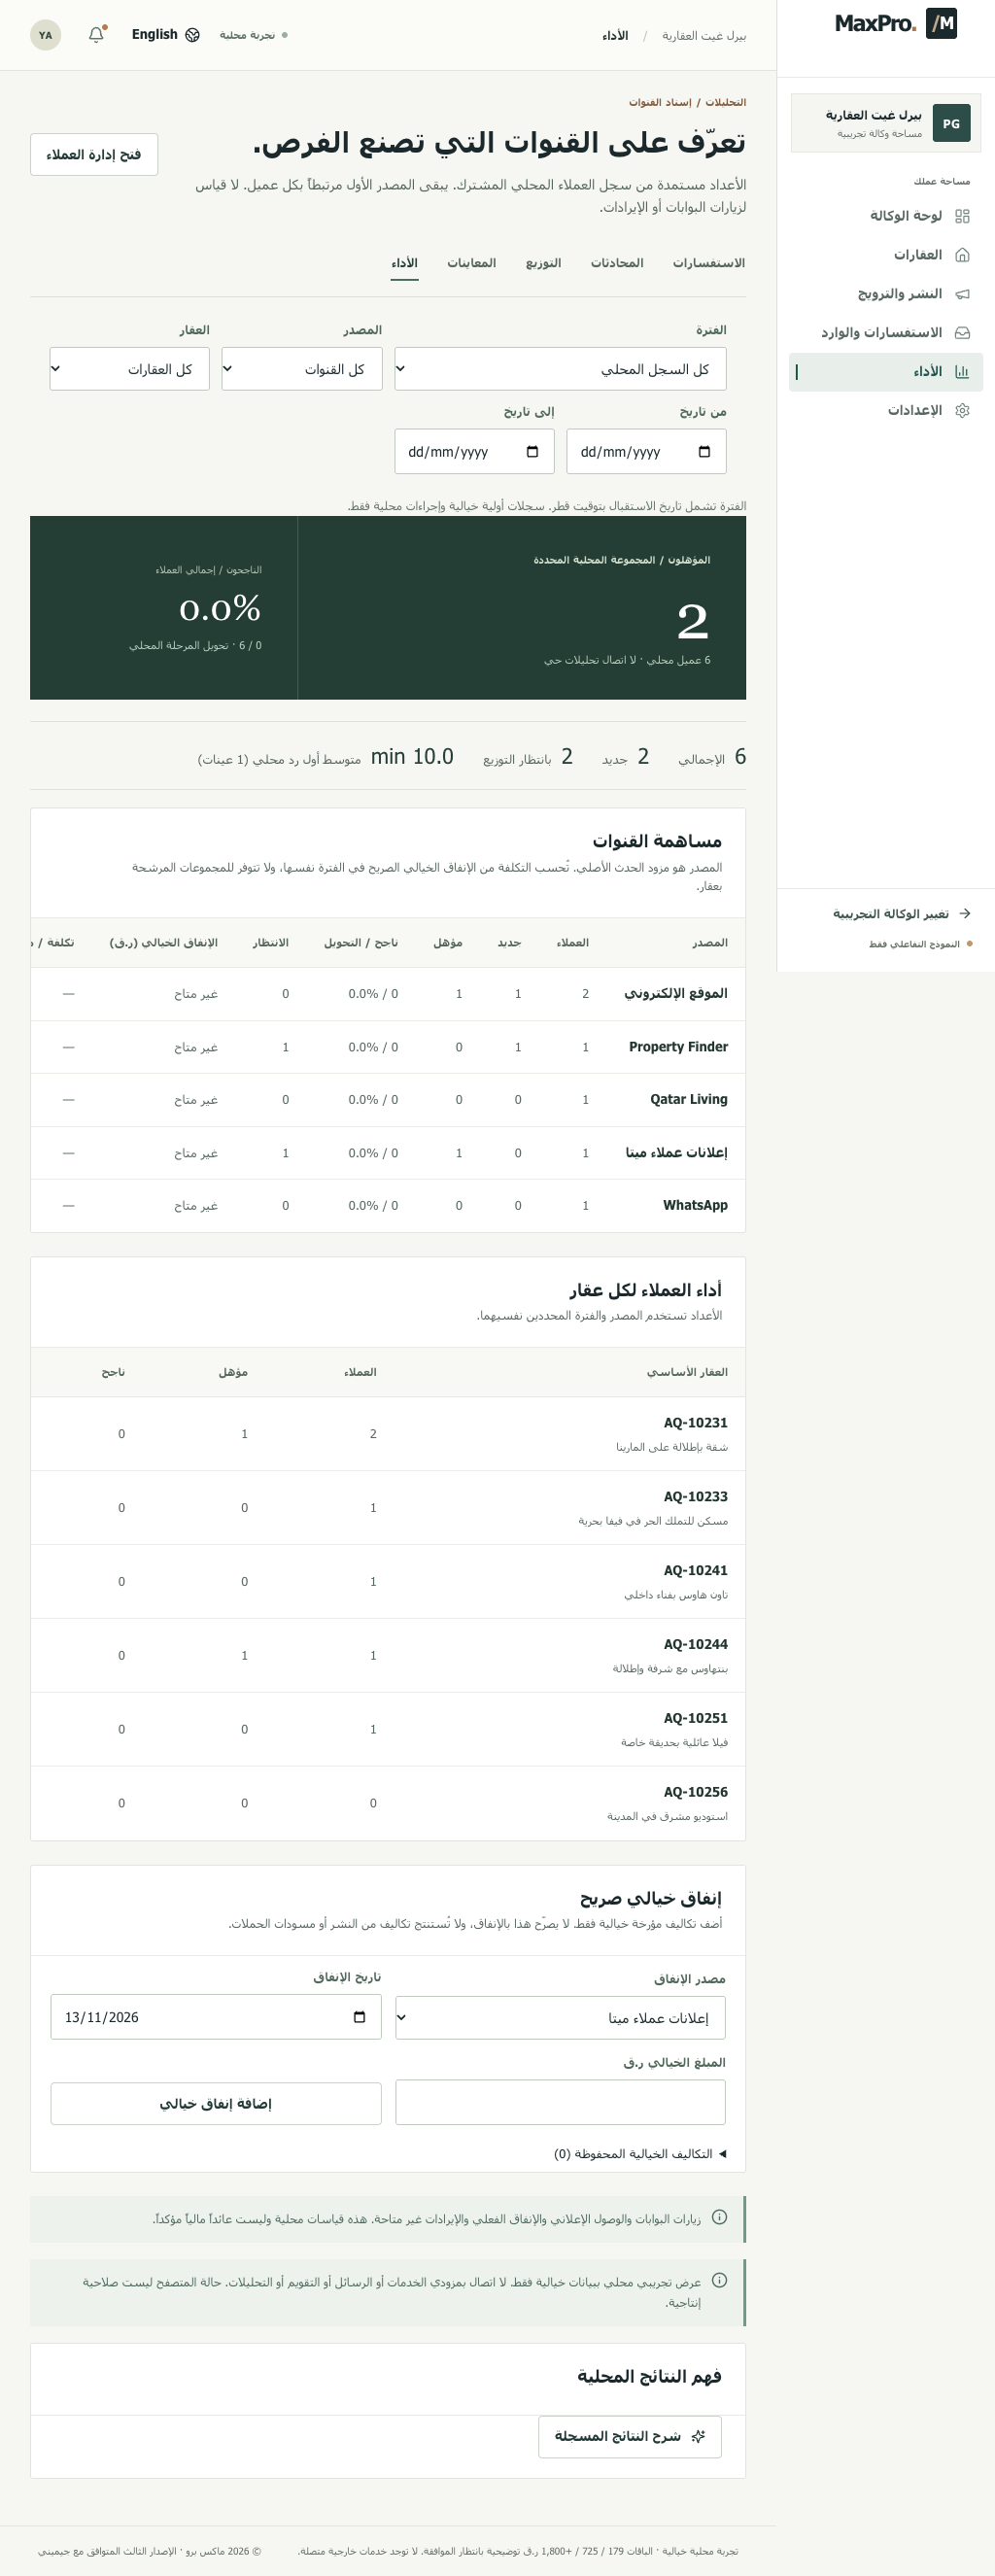 MaxPro.
/M
PG
بيرل غيت العقارية
مساحة وكالة تجريبية
مساحة عملك
لوحة الوكالة
العقارات
النشر والترويج
الاستفسارات والوارد
الأداء
الإعدادات
تغيير الوكالة التجريبية
النموذج التفاعلي فقط
بيرل غيت العقارية / الأداء
تجربة محلية
English
YA
التحليلات / إسناد القنوات
تعرّف على القنوات التي تصنع الفرص.
الأعداد مستمدة من سجل العملاء المحلي المشترك. يبقى المصدر الأول مرتبطاً بكل عميل. لا قياس
لزيارات البوابات أو الإيرادات.
فتح إدارة العملاء
الاستفسارات المحادثات التوزيع المعاينات الأداء
الفترة المصدر العقار
كل السجل المحلي كل القنوات كل العقارات
من تاريخ إلى تاريخ
dd/mm/yyyy dd/mm/yyyy
الفترة تشمل تاريخ الاستقبال بتوقيت قطر. سجلات أولية خيالية وإجراءات محلية فقط.
المؤهلون / المجموعة المحلية المحددة
2
6 عميل محلي · لا اتصال تحليلات حي
الناجحون / إجمالي العملاء
0.0%
0 / 6 · تحويل المرحلة المحلي
6 الإجمالي 2 جديد 2 بانتظار التوزيع 10.0 min متوسط أول رد محلي (1 عينات)
مساهمة القنوات
المصدر هو مزود الحدث الأصلي. تُحسب التكلفة من الإنفاق الخيالي الصريح في الفترة نفسها، ولا تتوفر للمجموعات المرشحة
بعقار.
المصدر العملاء جديد مؤهل ناجح / التحويل الانتظار الإنفاق الخيالي (ر.ق) تكلفة /
الموقع الإلكتروني 2 1 1 0 / 0.0% 0 غير متاح —
Property Finder 1 1 0 0 / 0.0% 1 غير متاح —
Qatar Living 1 0 0 0 / 0.0% 0 غير متاح —
إعلانات عملاء ميتا 1 0 1 0 / 0.0% 1 غير متاح —
WhatsApp 1 0 0 0 / 0.0% 0 غير متاح —
أداء العملاء لكل عقار
الأعداد تستخدم المصدر والفترة المحددين نفسيهما.
العقار الأساسي العملاء مؤهل ناجح
AQ-10231 2 1 0
شقة بإطلالة على المارينا
AQ-10233 1 0 0
مسكن للتملك الحر في فيفا بحرية
AQ-10241 1 0 0
تاون هاوس بفناء داخلي
AQ-10244 1 1 0
بنتهاوس مع شرفة وإطلالة
AQ-10251 1 0 0
فيلا عائلية بحديقة خاصة
AQ-10256 0 0 0
استوديو مشرق في المدينة
إنفاق خيالي صريح
أضف تكاليف مؤرخة خيالية فقط. لا يصرّح هذا بالإنفاق، ولا تُستنتج تكاليف من النشر أو مسودات الحملات.
مصدر الإنفاق تاريخ الإنفاق
إعلانات عملاء ميتا 13/11/2026
المبلغ الخيالي ر.ق
إضافة إنفاق خيالي
التكاليف الخيالية المحفوظة (0)
زيارات البوابات والوصول الإعلاني والإنفاق الفعلي والإيرادات غير متاحة. هذه قياسات محلية وليست عائداً مالياً مؤكداً.
عرض تجريبي محلي ببيانات خيالية فقط. لا اتصال بمزودي الخدمات أو الرسائل أو التقويم أو التحليلات. حالة المتصفح ليست صلاحية
إنتاجية.
فهم النتائج المحلية
شرح النتائج المسجلة
تجربة محلية خيالية · الباقات 179 / 725 / 1,800+ ر.ق توضيحية بانتظار الموافقة. لا توجد خدمات خارجية متصلة.
© 2026 ماكس برو · الإصدار الثالث المتوافق مع جيميني